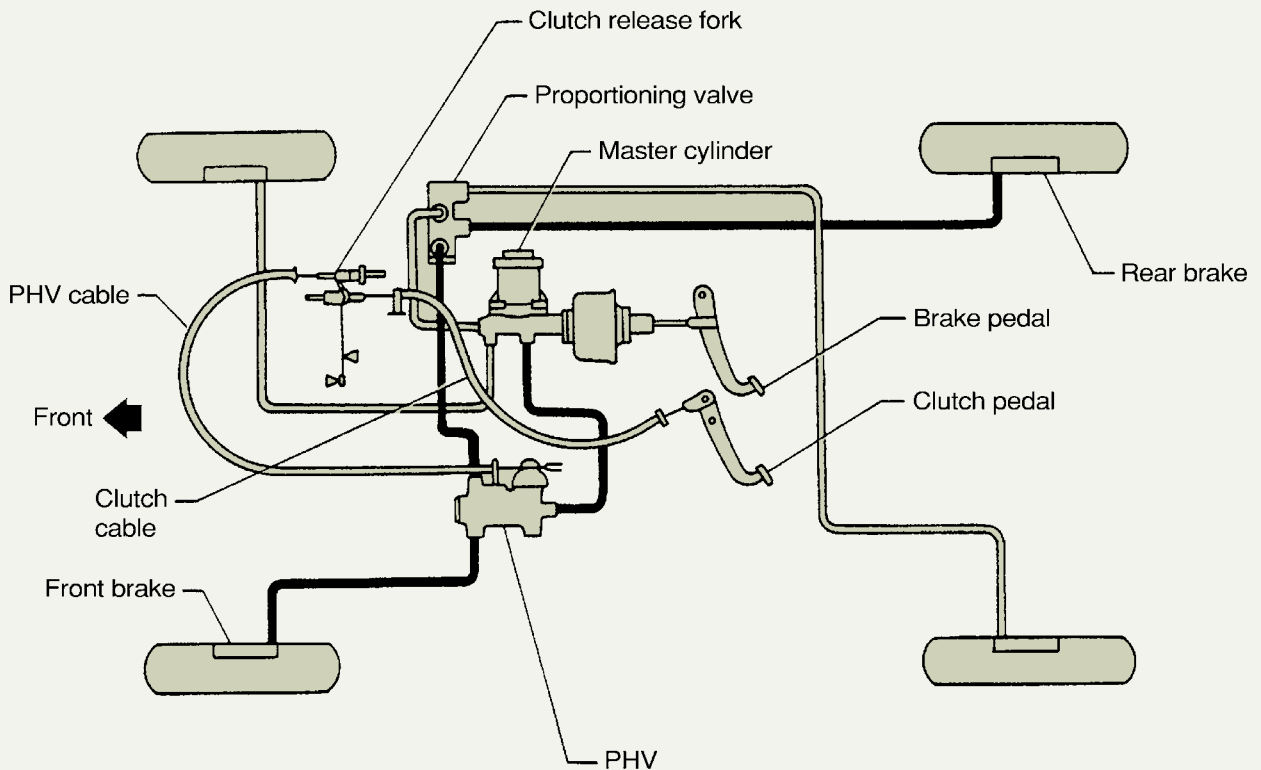 Clutch release fork
Proportioning valve
Master cylinder
Rear brake
PHV cable
Brake pedal
Clutch pedal
Front
Clutch
cable
Front brake
PHV